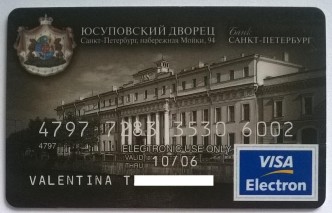 ЮСУПОВСКИЙ ДВОРЕЦ
Санкт-Петербург, набережная Мойки, 94
Банк
САНКТ-ПЕТЕРБУРГ
4797 7283 3530 6002
4797
ELECTRONIC USE ONLY
VALID THRU 10/06
VALENTINA T
VISA
Electron